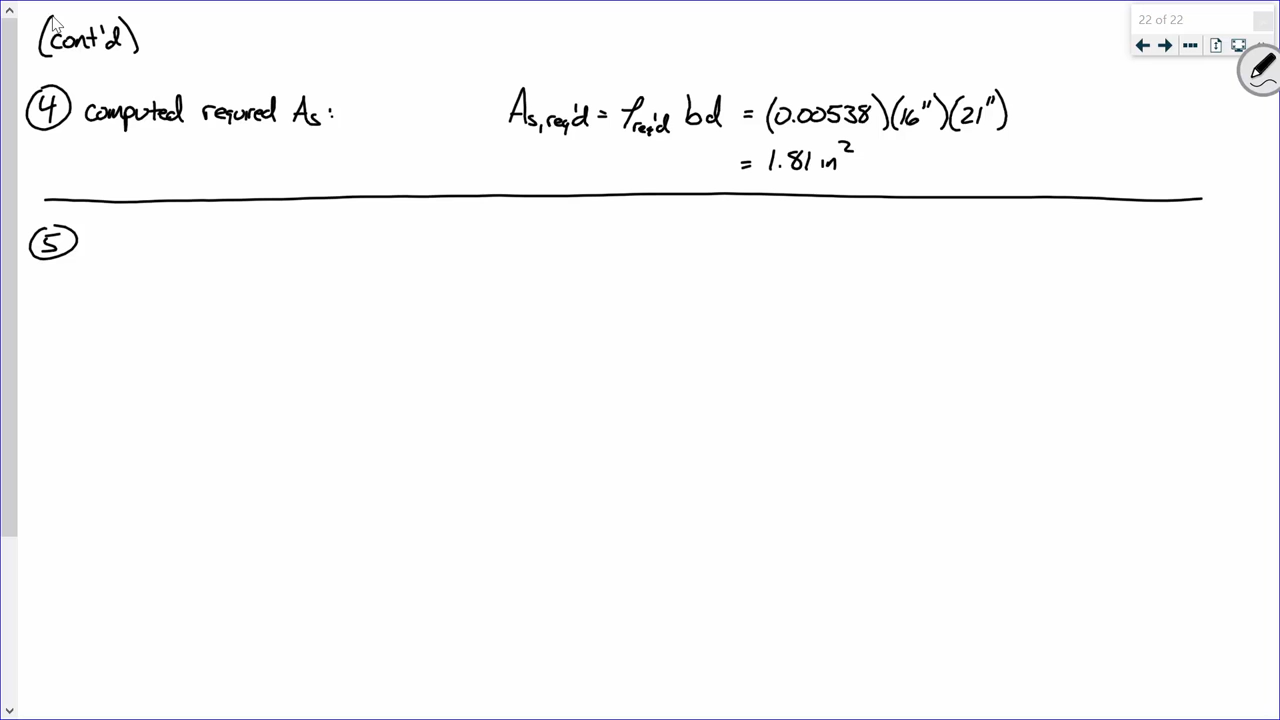 22 of 22
(cont'd)
④ computed required As: As,req'd = ρreq'd bd = (0.00538)(16")(21")
= 1.81 in²
⑤